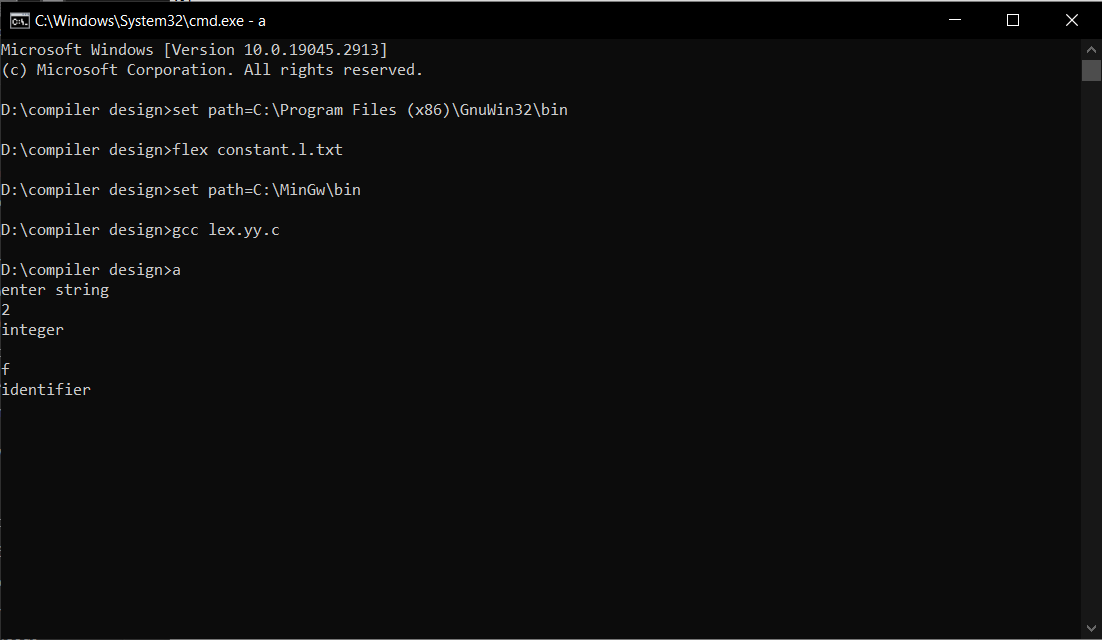 C:\Windows\System32\cmd.exe - a
Microsoft Windows [Version 10.0.19045.2913]
(c) Microsoft Corporation. All rights reserved.
D:\compiler design>set path=C:\Program Files (x86)\GnuWin32\bin
D:\compiler design>flex constant.l.txt
D:\compiler design>set path=C:\MinGw\bin
D:\compiler design>gcc lex.yy.c
D:\compiler design>a
enter string
2
integer
f
identifier